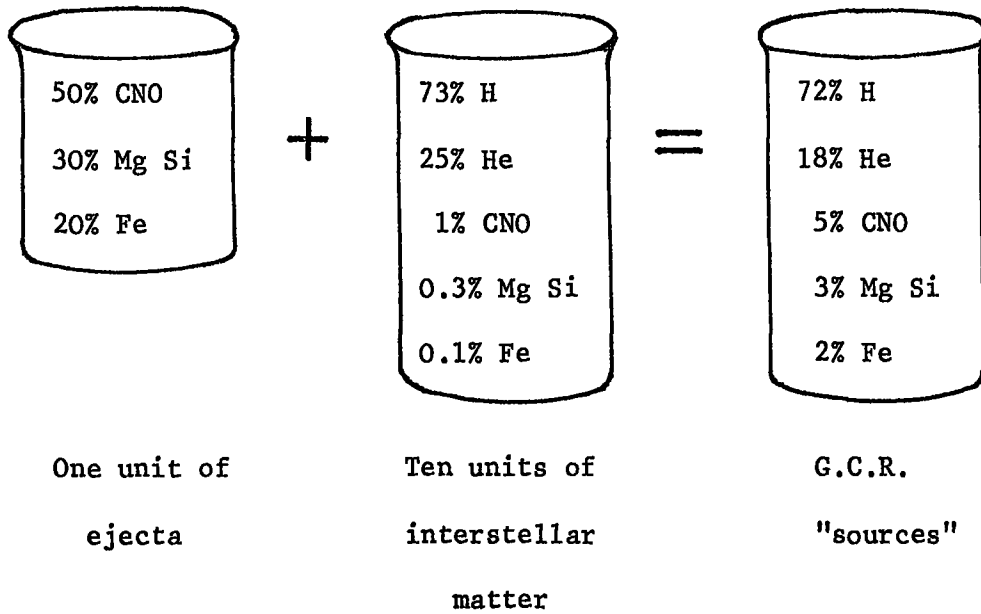 50% CNO
30% Mg Si
20% Fe
+
73% H
25% He
1% CNO
0.3% Mg Si
0.1% Fe
=
72% H
18% He
5% CNO
3% Mg Si
2% Fe
One unit of
ejecta
Ten units of
interstellar
matter
G.C.R.
"sources"